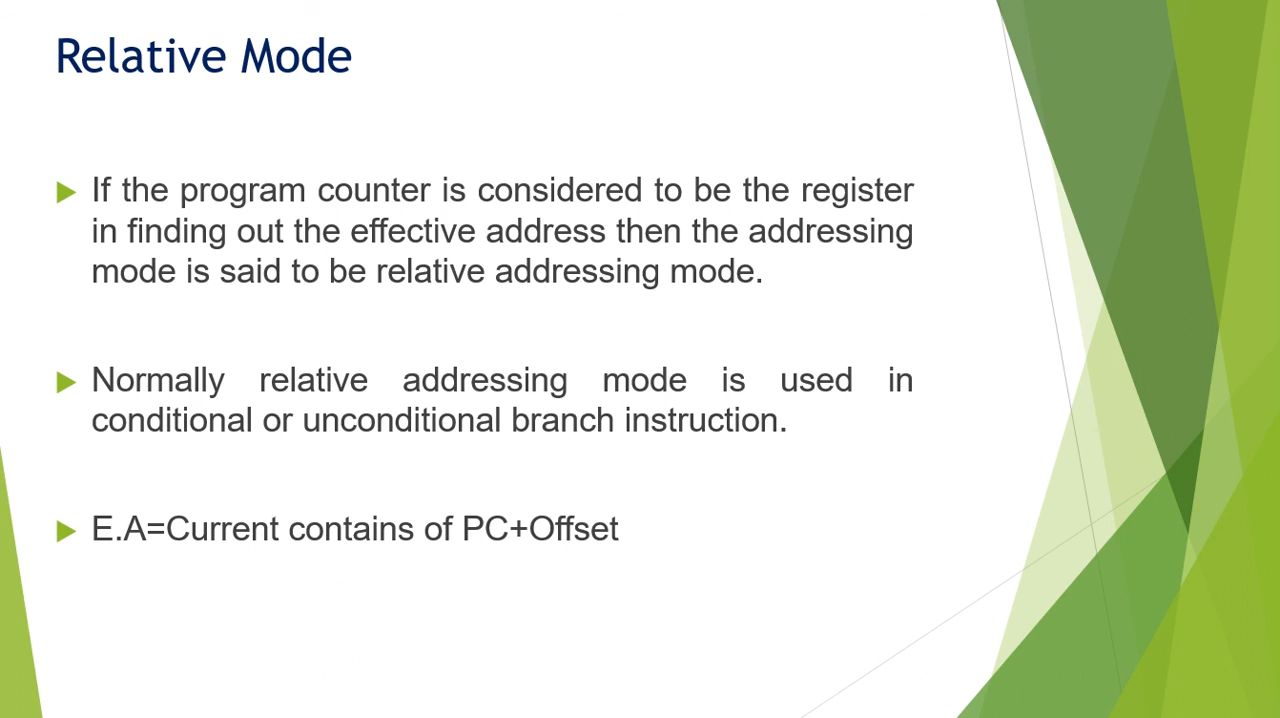 Relative Mode
If the program counter is considered to be the register
in finding out the effective address then the addressing
mode is said to be relative addressing mode.
Normally relative addressing mode is used in
conditional or unconditional branch instruction.
E.A=Current contains of PC+Offset